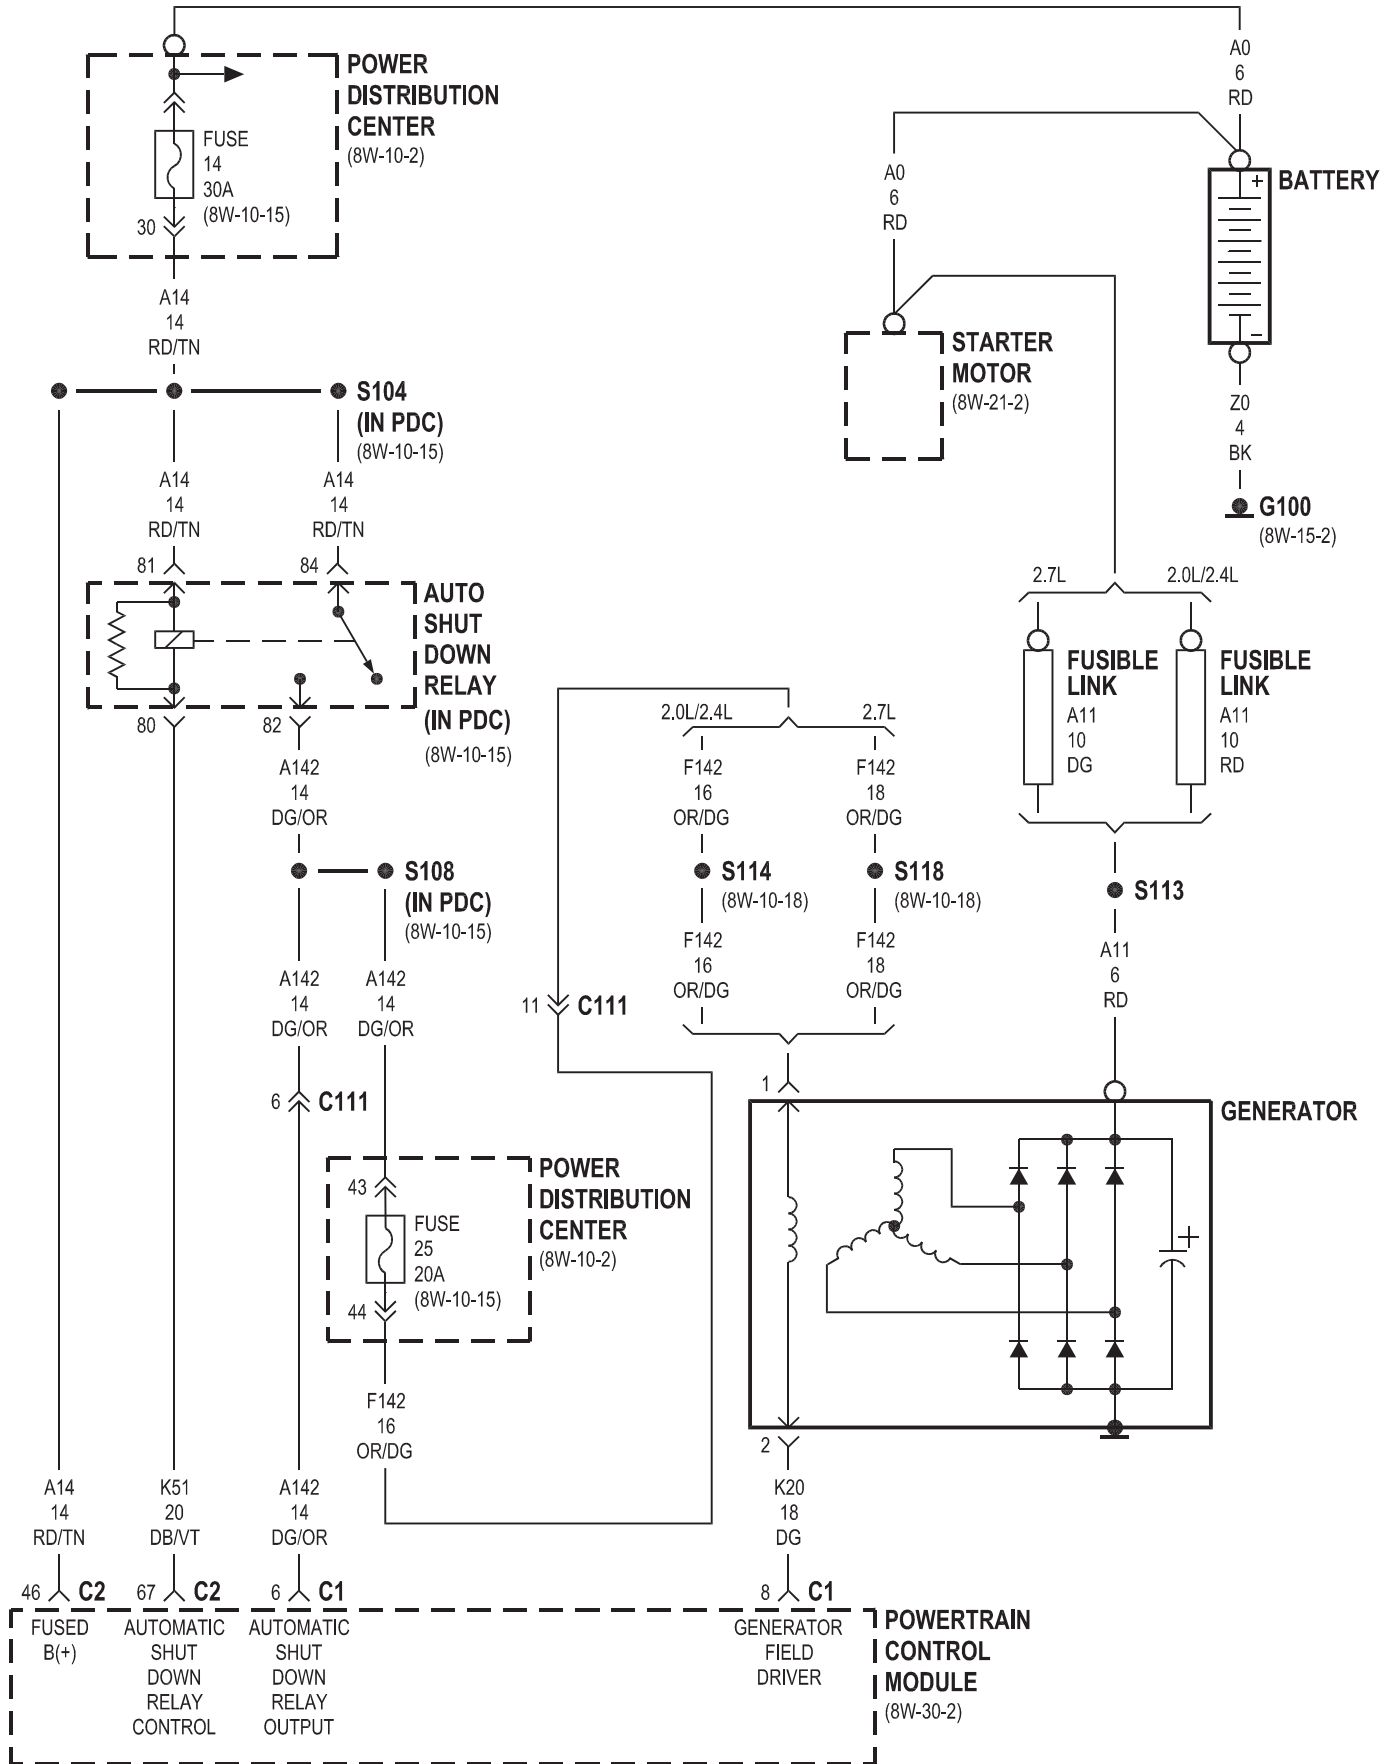 POWER
DISTRIBUTION
CENTER
(8W-10-2)
FUSE
14
30A
(8W-10-15)
30
A0
6
RD
+
BATTERY
-
A0
6
RD
STARTER
MOTOR
(8W-21-2)
Z0
4
BK
G100
(8W-15-2)
A14
14
RD/TN
S104
(IN PDC)
(8W-10-15)
A14
14
RD/TN
A14
14
RD/TN
81
84
AUTO
SHUT
DOWN
RELAY
(IN PDC)
(8W-10-15)
80
82
2.7L
2.0L/2.4L
FUSIBLE
LINK
A11
10
DG
FUSIBLE
LINK
A11
10
RD
2.0L/2.4L
2.7L
F142
16
OR/DG
F142
18
OR/DG
A142
14
DG/OR
S108
(IN PDC)
(8W-10-15)
S114
(8W-10-18)
S118
(8W-10-18)
S113
A142
14
DG/OR
A142
14
DG/OR
F142
16
OR/DG
F142
18
OR/DG
A11
6
RD
11
C111
6
C111
1
GENERATOR
+
POWER
DISTRIBUTION
CENTER
(8W-10-2)
43
FUSE
25
20A
(8W-10-15)
44
F142
16
OR/DG
2
A14
14
RD/TN
K51
20
DB/VT
A142
14
DG/OR
K20
18
DG
46
C2
67
C2
6
C1
8
C1
FUSED
B(+)
AUTOMATIC
SHUT
DOWN
RELAY
CONTROL
AUTOMATIC
SHUT
DOWN
RELAY
OUTPUT
GENERATOR
FIELD
DRIVER
POWERTRAIN
CONTROL
MODULE
(8W-30-2)